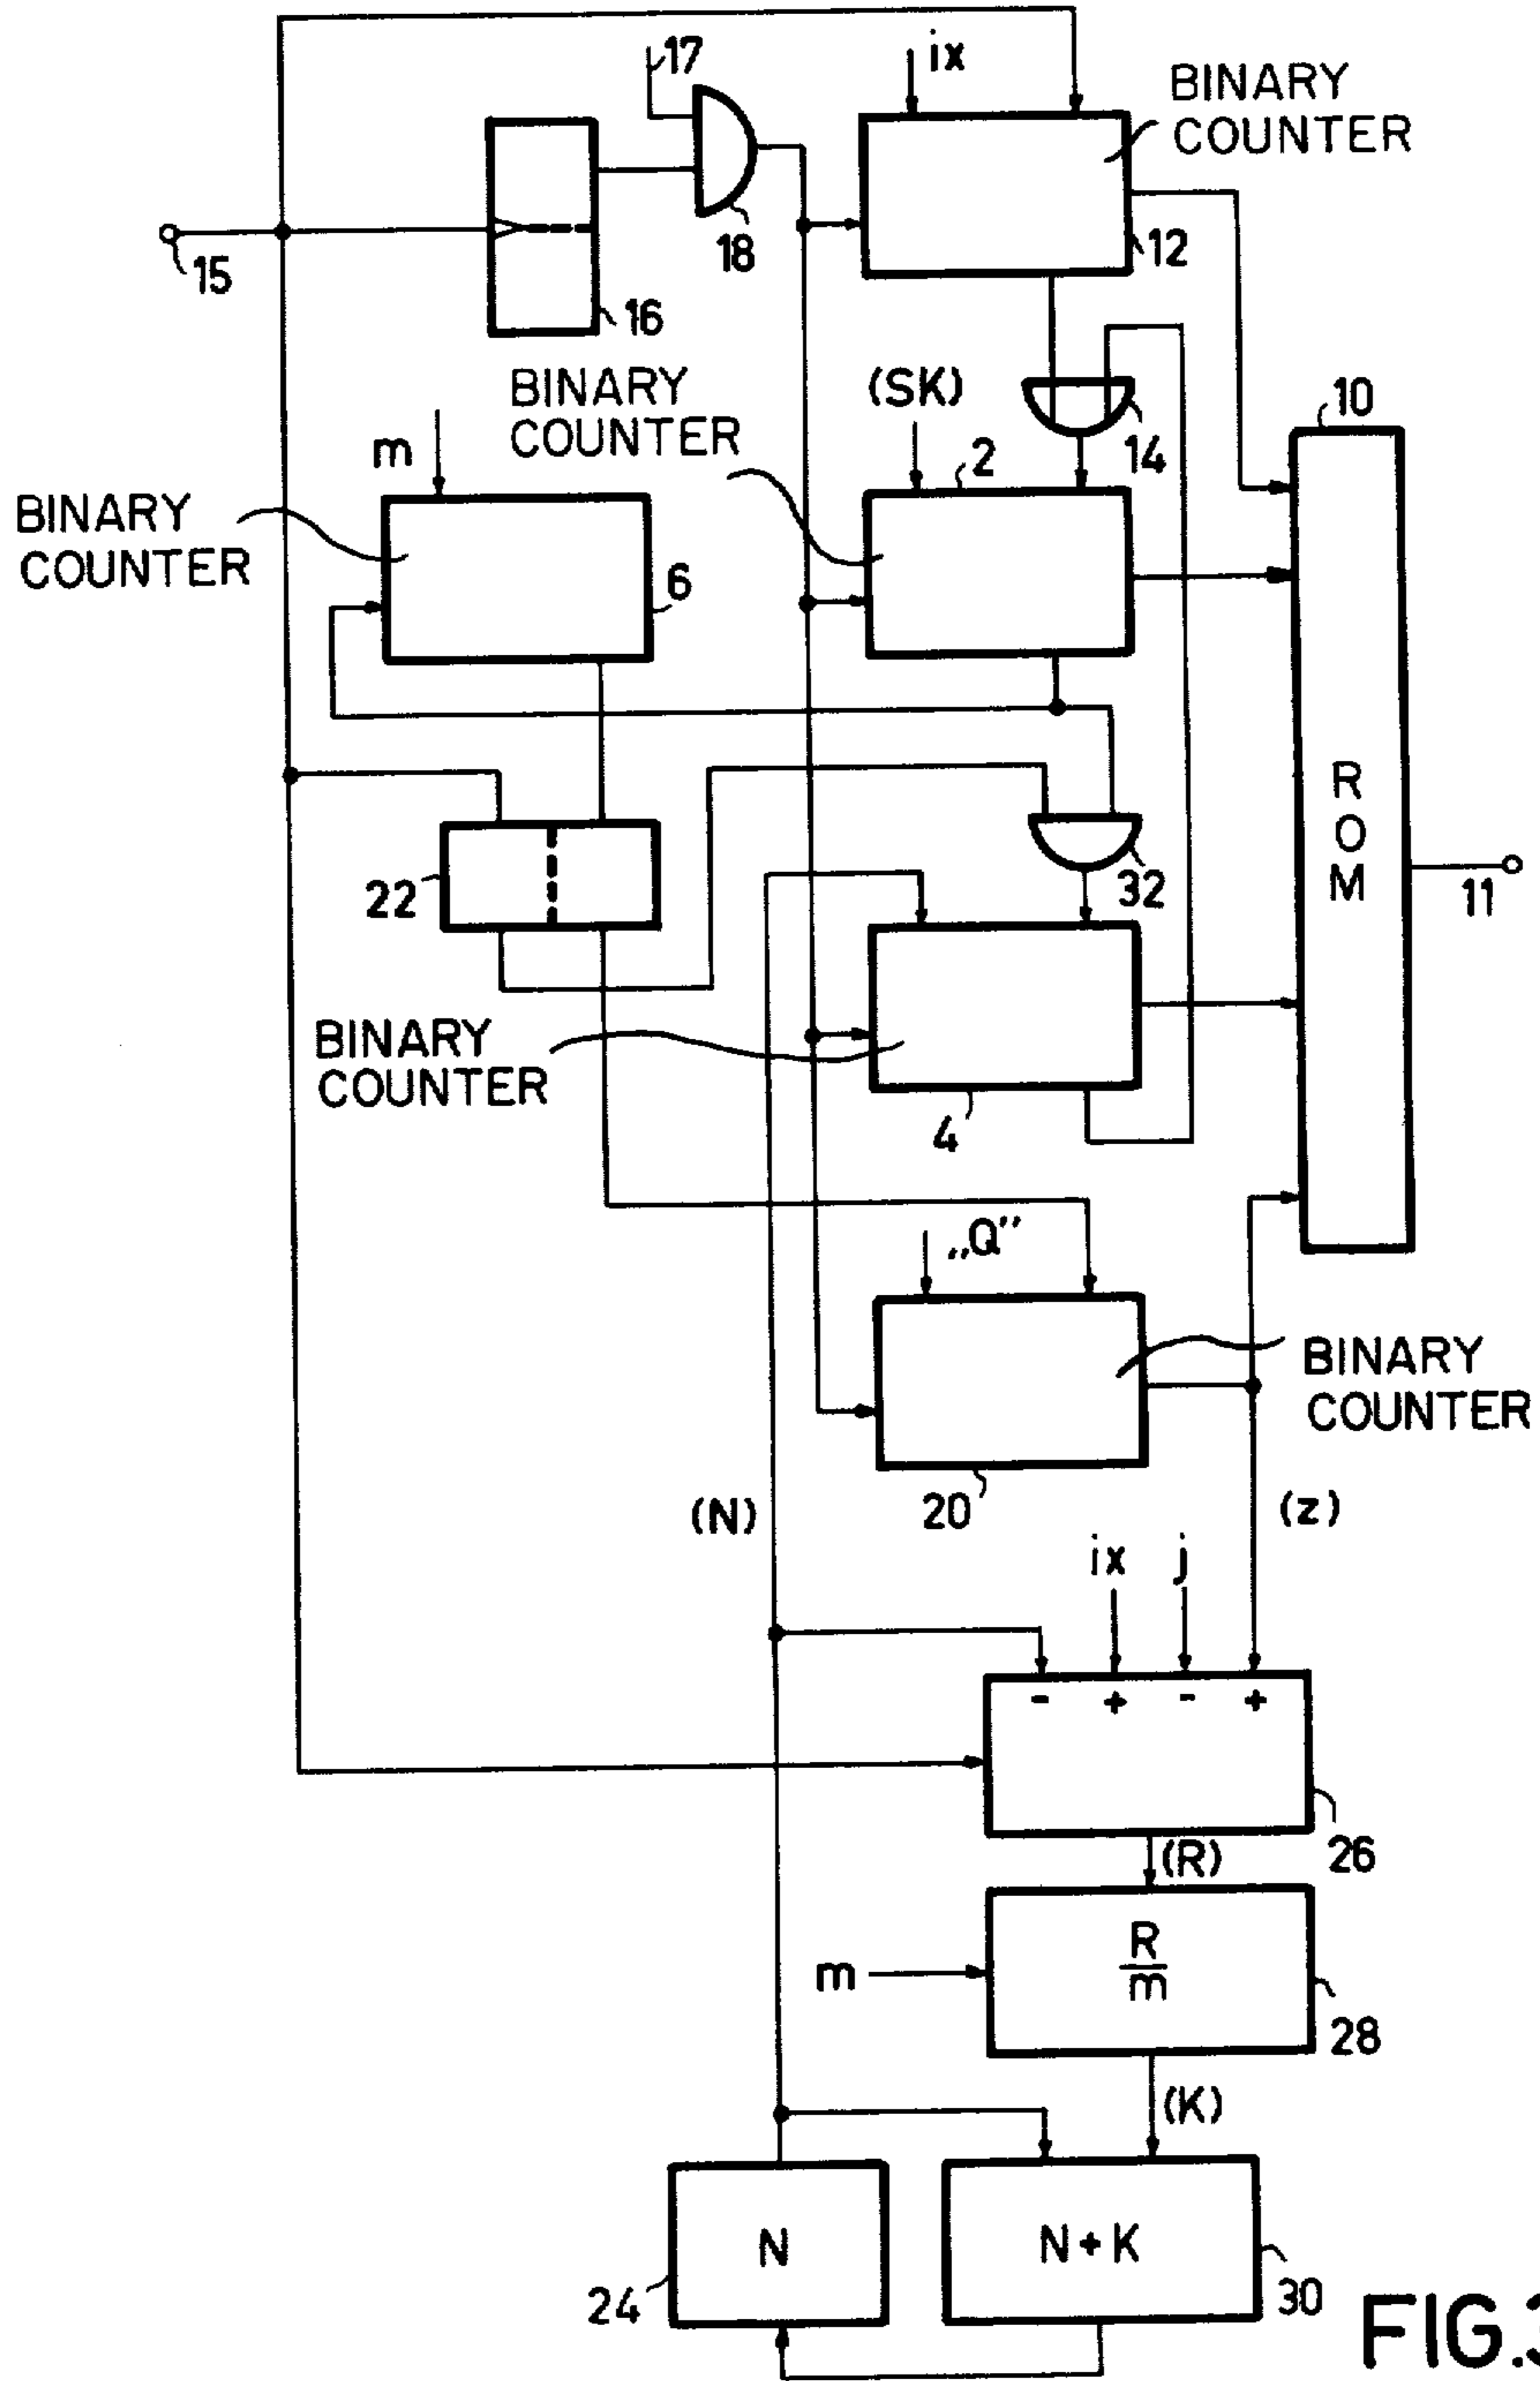 17
ix
BINARY
COUNTER
15
16
18
12
BINARY
COUNTER
(SK)
14
10
m
2
BINARY
COUNTER
6
ROM
22
32
11
BINARY
COUNTER
4
„Q”
BINARY
COUNTER
20
(N)
(z)
ix
j
- + - +
26
(R)
m
R
m
28
(K)
N
N+K
24
30
FIG.3